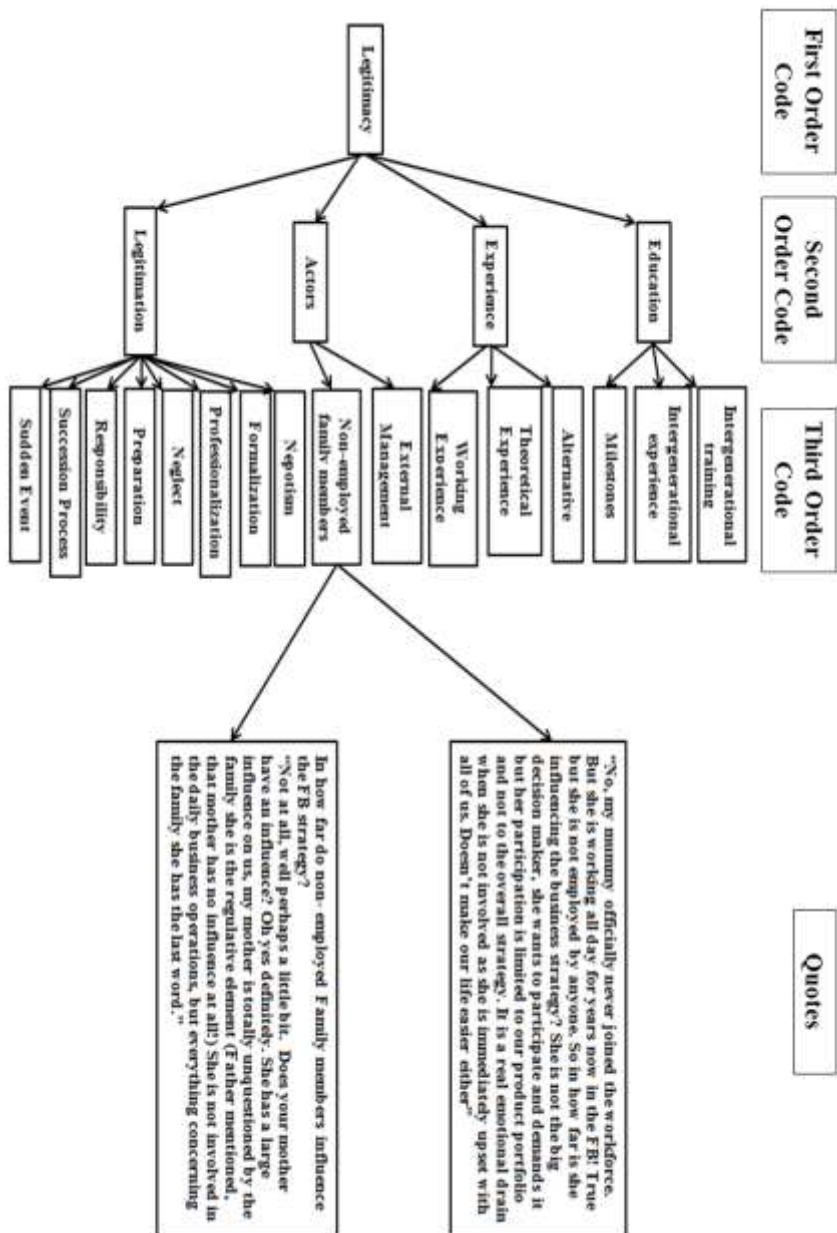 First Order
Code
Second
Order Code
Third Order
Code
Quotes
Legitimacy
Education
Experience
Actors
Legitimation
Intergenerational
training
Intergenerational
experience
Milestones
Alternative
Theoretical
Experience
Working
Experience
External
Management
Non-employed
family members
Nepotism
Formalization
Professionalization
Neglect
Preparation
Responsibility
Succession Process
Sudden Event
“No, my mummy officially never joined the workforce.
But she is working all day for years now in the FB! True
but she is not employed by anyone. So in how far is she
influencing the business strategy? She is not the big
decision maker, she wants to participate and demands it
but her participation is limited to our product portfolio
and not to the overall strategy. It is a real emotional drain
when she is not involved as she is immediately upset with
all of us. Doesn’t make our life easier either”
In how far do non- employed Family members influence
the FB strategy?
“Not at all, well perhaps a little bit. Does your mother
have an influence? Oh yes definitely. She has a large
influence on us, my mother is totally unquestioned by the
family she is the regulative element (Father mentioned,
that mother has no influence at all!) She is not involved in
the daily business operations, but everything concerning
the family she has the last word.”